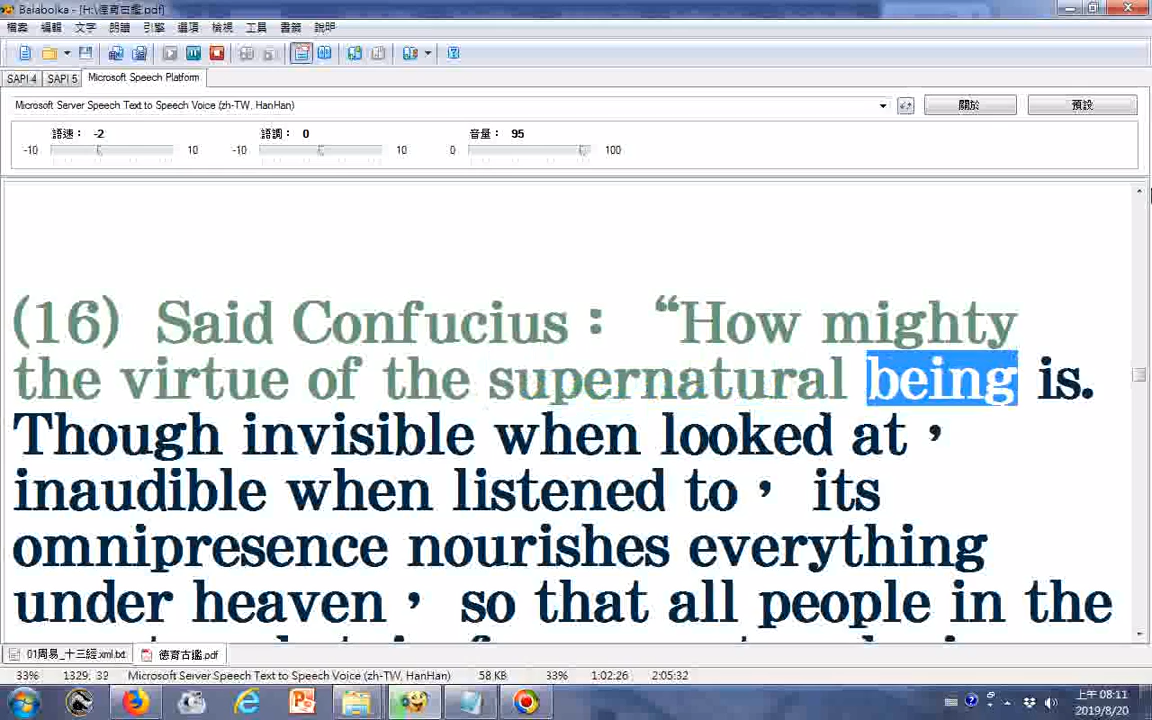 Balabolka - [H:\德育古鑑.pdf]
檔案 編輯 文字 朗讀 引擎 選項 檢視 工具 書籤 說明
SAPI 4 SAPI 5 Microsoft Speech Platform
Microsoft Server Speech Text to Speech Voice (zh-TW, HanHan) 關於 預設
語速： -2 語調： 0 音量： 95
-10 10 -10 10 0 100
(16) Said Confucius： “How mighty
the virtue of the supernatural being is.
Though invisible when looked at，
inaudible when listened to， its
omnipresence nourishes everything
under heaven， so that all people in the
01周易_十三經.xml.txt 德育古鑑.pdf
33% 1329, 32 Microsoft Server Speech Text to Speech Voice (zh-TW, HanHan) 58 KB 33% 1:02:26 2:05:32
上午 08:11
2019/8/20